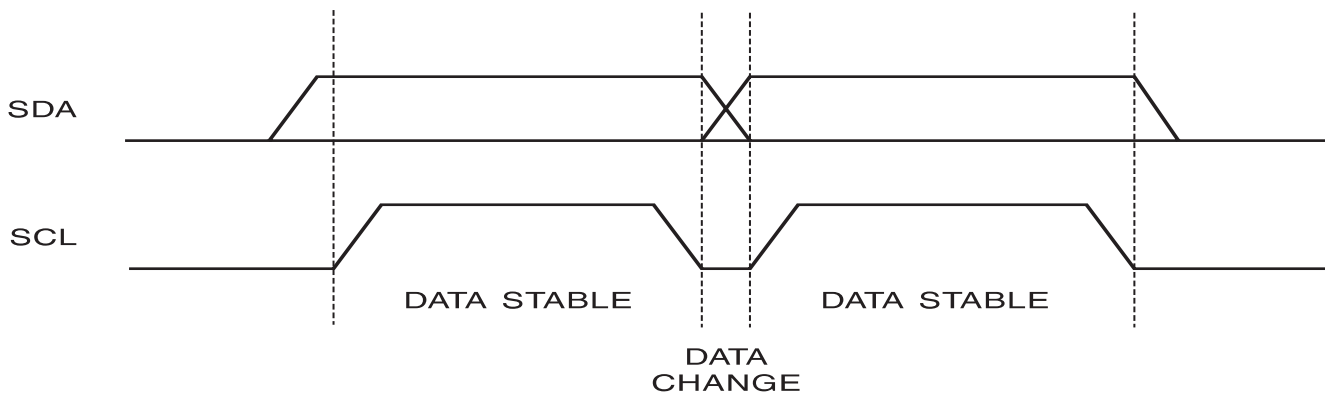 SDA
SCL
DATA STABLE
DATA STABLE
DATA
CHANGE